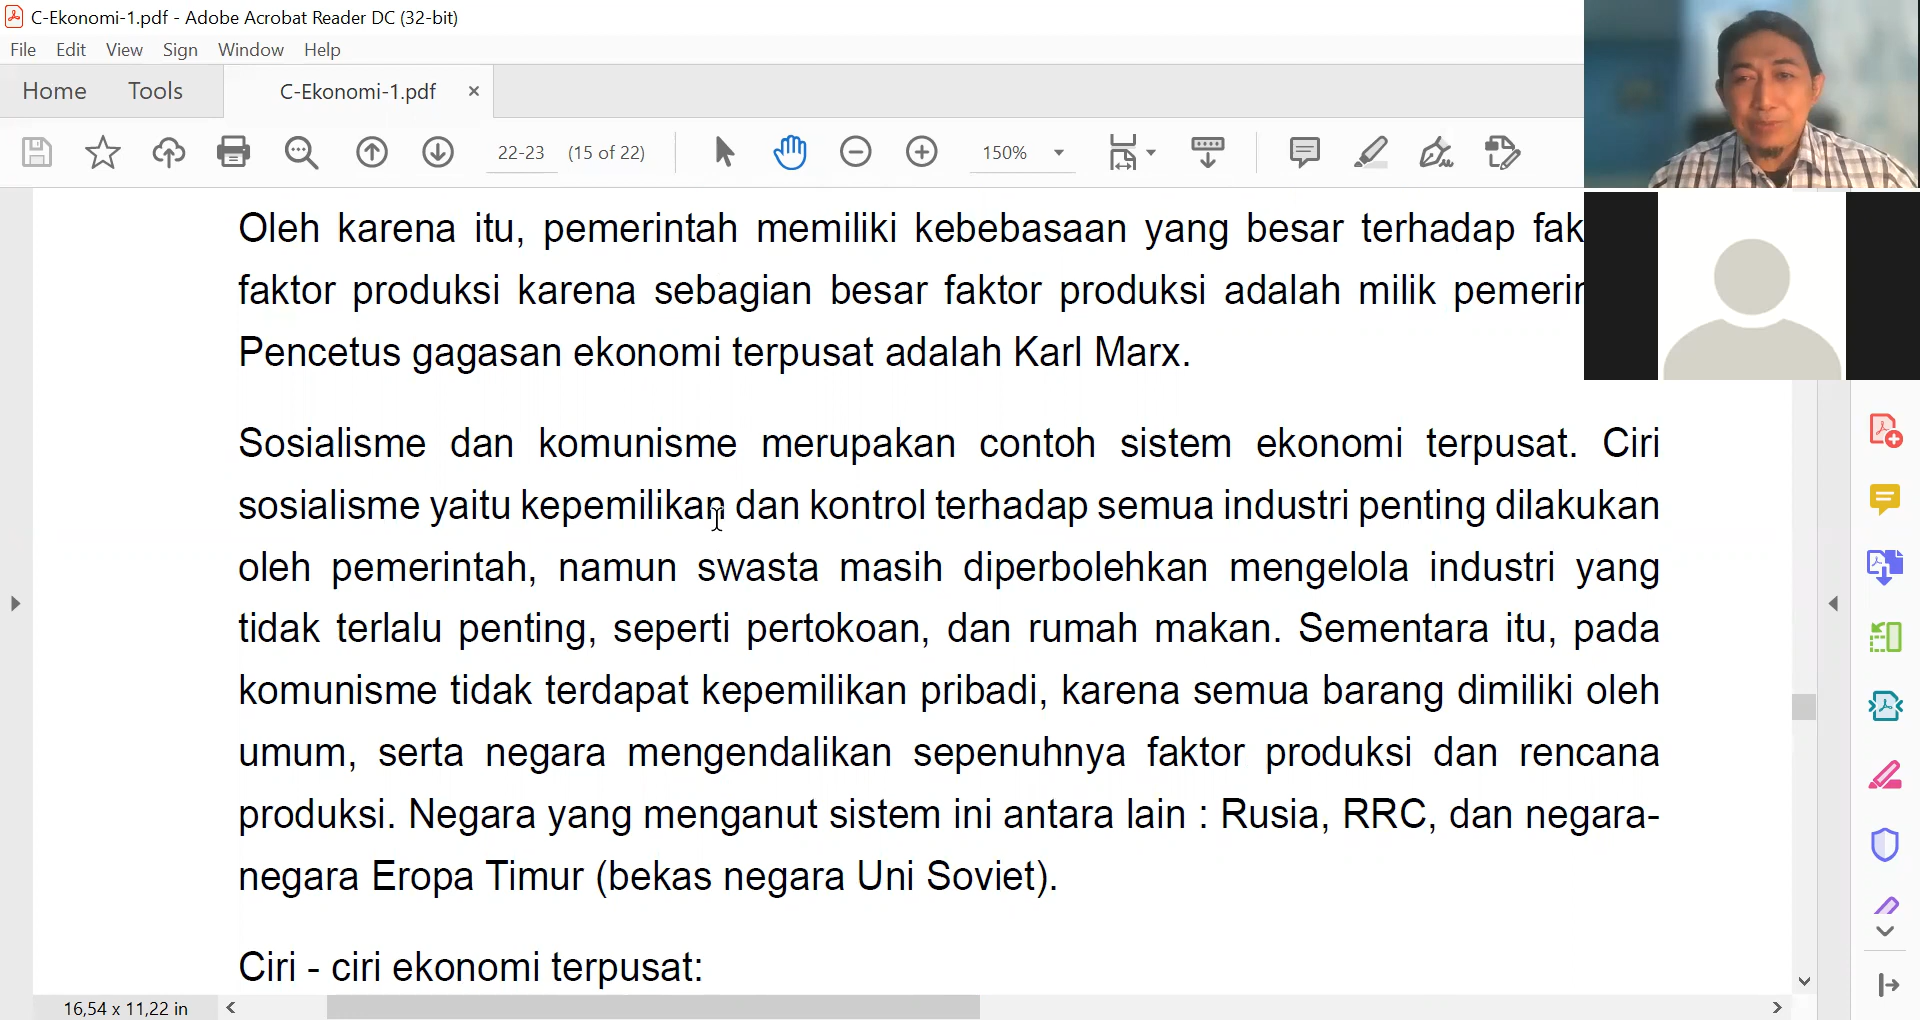 C-Ekonomi-1.pdf - Adobe Acrobat Reader DC (32-bit)
File Edit View Sign Window Help
Home Tools C-Ekonomi-1.pdf ×
22-23 (15 of 22) 150%
Oleh karena itu, pemerintah memiliki kebebasaan yang besar terhadap fak
faktor produksi karena sebagian besar faktor produksi adalah milik pemerin
Pencetus gagasan ekonomi terpusat adalah Karl Marx.
Sosialisme dan komunisme merupakan contoh sistem ekonomi terpusat. Ciri
sosialisme yaitu kepemilikan dan kontrol terhadap semua industri penting dilakukan
oleh pemerintah, namun swasta masih diperbolehkan mengelola industri yang
tidak terlalu penting, seperti pertokoan, dan rumah makan. Sementara itu, pada
komunisme tidak terdapat kepemilikan pribadi, karena semua barang dimiliki oleh
umum, serta negara mengendalikan sepenuhnya faktor produksi dan rencana
produksi. Negara yang menganut sistem ini antara lain : Rusia, RRC, dan negara-
negara Eropa Timur (bekas negara Uni Soviet).
Ciri - ciri ekonomi terpusat:
16,54 x 11,22 in